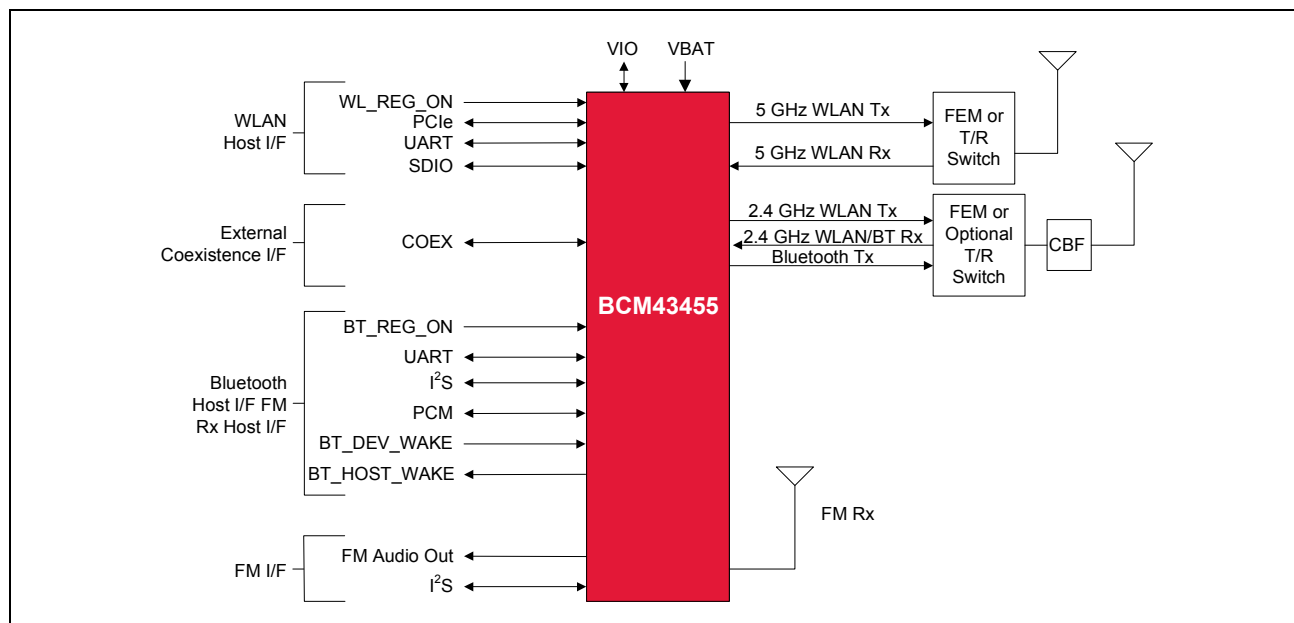 VIO
VBAT
WLAN
Host I/F
WL_REG_ON
PCIe
UART
SDIO
External
Coexistence I/F
COEX
Bluetooth
Host I/F FM
Rx Host I/F
BT_REG_ON
UART
I²S
PCM
BT_DEV_WAKE
BT_HOST_WAKE
FM I/F
FM Audio Out
I²S
BCM43455
5 GHz WLAN Tx
5 GHz WLAN Rx
FEM or
T/R
Switch
2.4 GHz WLAN Tx
2.4 GHz WLAN/BT Rx
Bluetooth Tx
FEM or
Optional
T/R
Switch
CBF
FM Rx